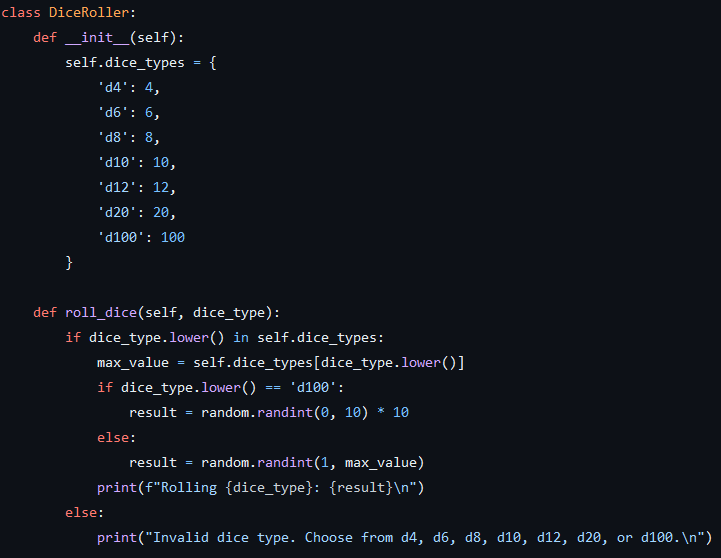 class DiceRoller:
    def __init__(self):
        self.dice_types = {
            'd4': 4,
            'd6': 6,
            'd8': 8,
            'd10': 10,
            'd12': 12,
            'd20': 20,
            'd100': 100
        }

    def roll_dice(self, dice_type):
        if dice_type.lower() in self.dice_types:
            max_value = self.dice_types[dice_type.lower()]
            if dice_type.lower() == 'd100':
                result = random.randint(0, 10) * 10
            else:
                result = random.randint(1, max_value)
            print(f"Rolling {dice_type}: {result}\n")
        else:
            print("Invalid dice type. Choose from d4, d6, d8, d10, d12, d20, or d100.\n")